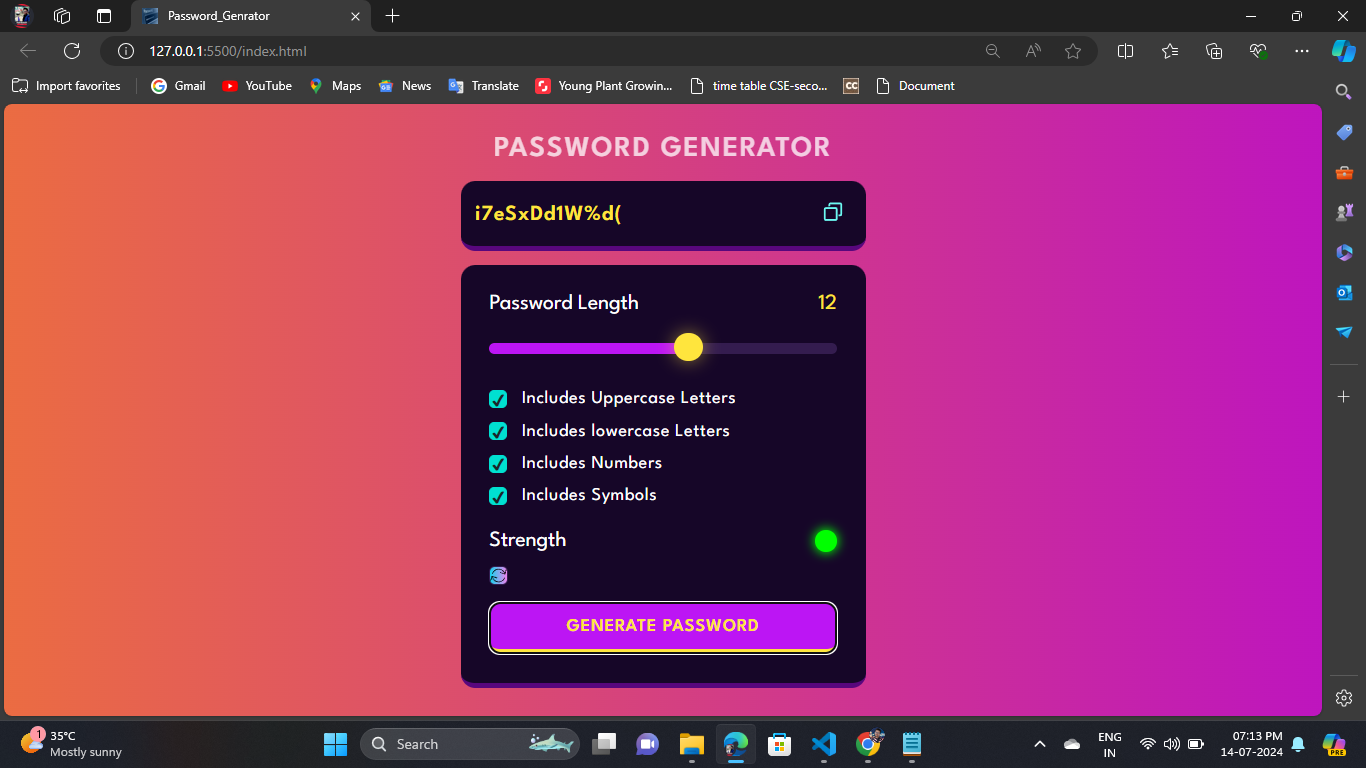 Password_Genrator
127.0.0.1:5500/index.html
Import favorites
Gmail
YouTube
Maps
News
Translate
Young Plant Growin...
time table CSE-seco...
CC
Document
PASSWORD GENERATOR
i7eSxDd1W%d(
Password Length 12
Includes Uppercase Letters
Includes lowercase Letters
Includes Numbers
Includes Symbols
Strength
GENERATE PASSWORD
1
35°C
Mostly sunny
Search
ENG
IN
07:13 PM
14-07-2024
PRE